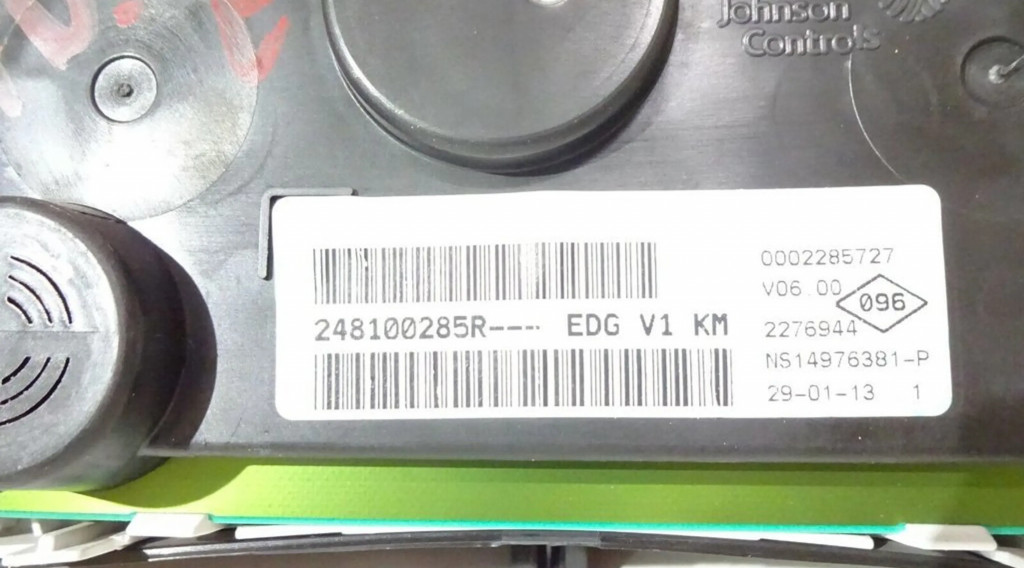 Johnson
Controls
0002285727
V06.00
096
248100285R---- EDG V1 KM
2276944
NS14976381-P
29-01-13 1